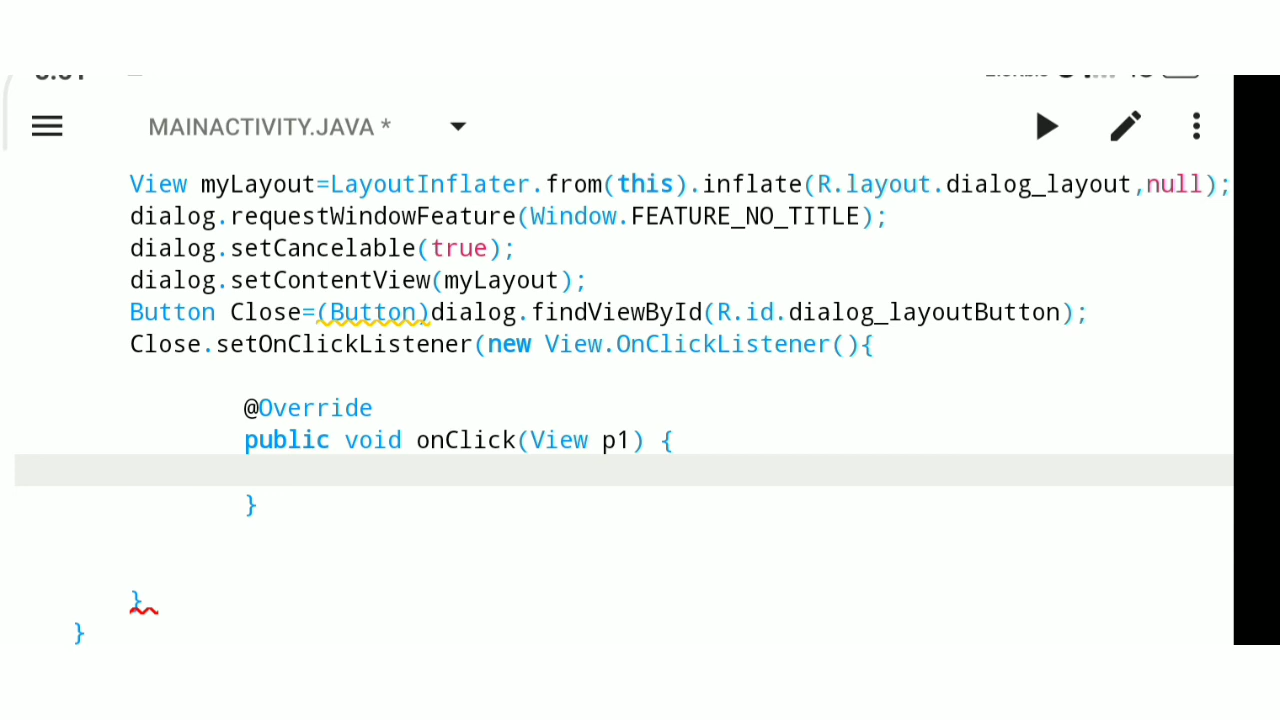 MAINACTIVITY.JAVA *
View myLayout=LayoutInflater.from(this).inflate(R.layout.dialog_layout,null);
dialog.requestWindowFeature(Window.FEATURE_NO_TITLE);
dialog.setCancelable(true);
dialog.setContentView(myLayout);
Button Close=(Button)dialog.findViewById(R.id.dialog_layoutButton);
Close.setOnClickListener(new View.OnClickListener(){
@Override
public void onClick(View p1) {
}
}
}